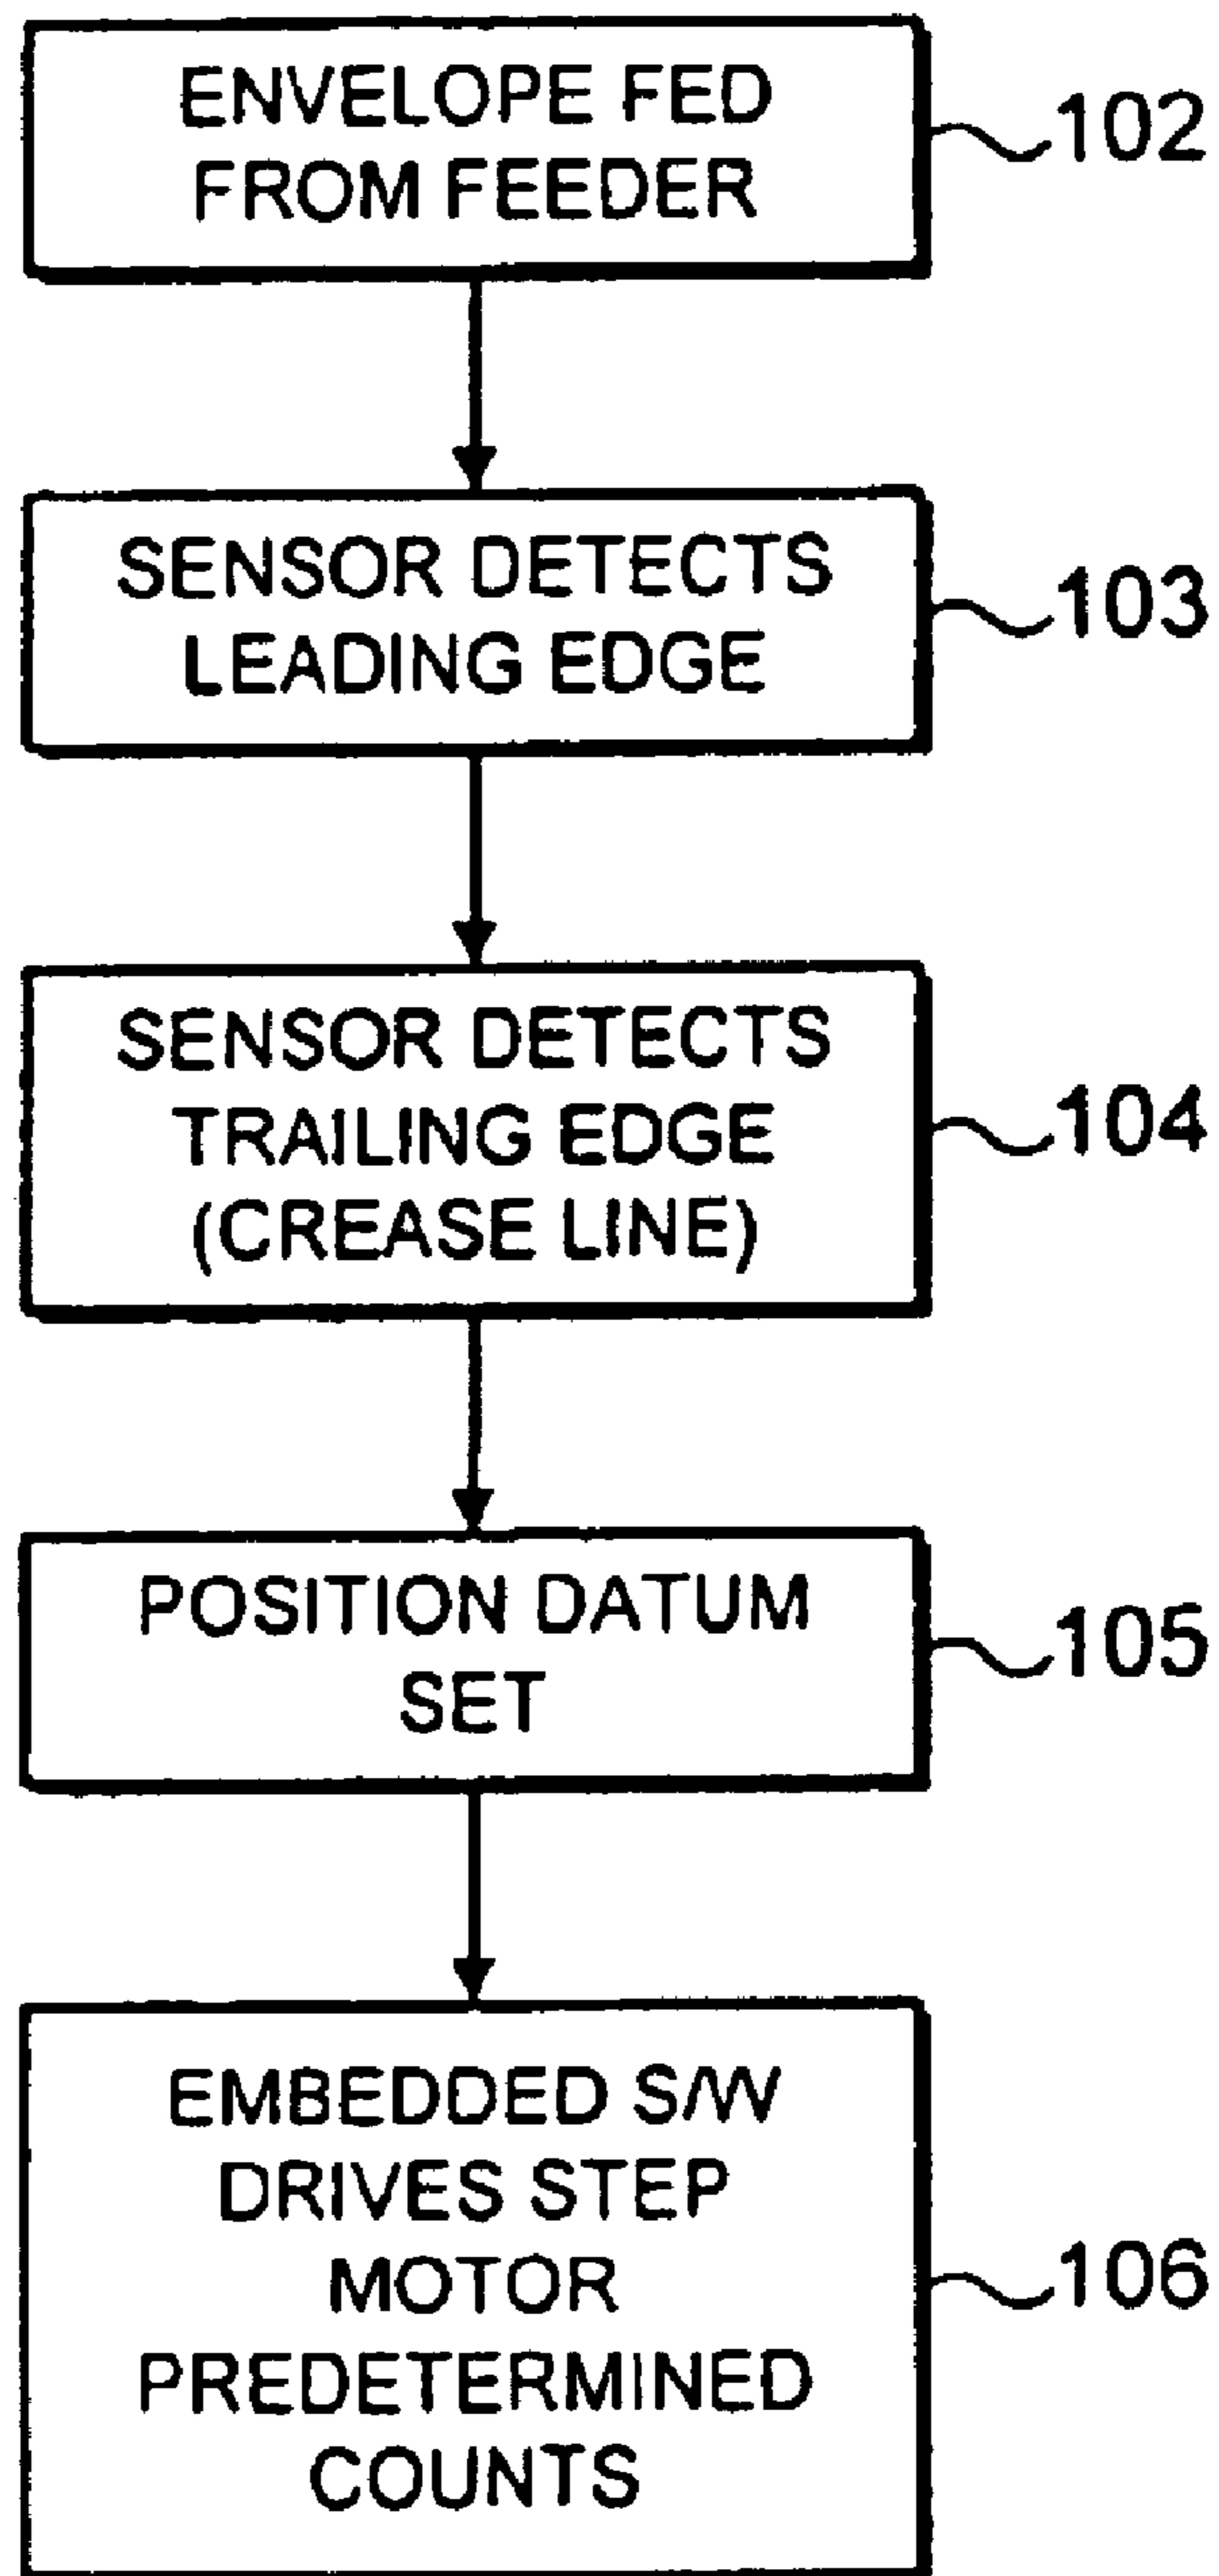 ENVELOPE FED
FROM FEEDER
102
SENSOR DETECTS
LEADING EDGE
103
SENSOR DETECTS
TRAILING EDGE
(CREASE LINE)
104
POSITION DATUM
SET
105
EMBEDDED S/W
DRIVES STEP
MOTOR
PREDETERMINED
COUNTS
106